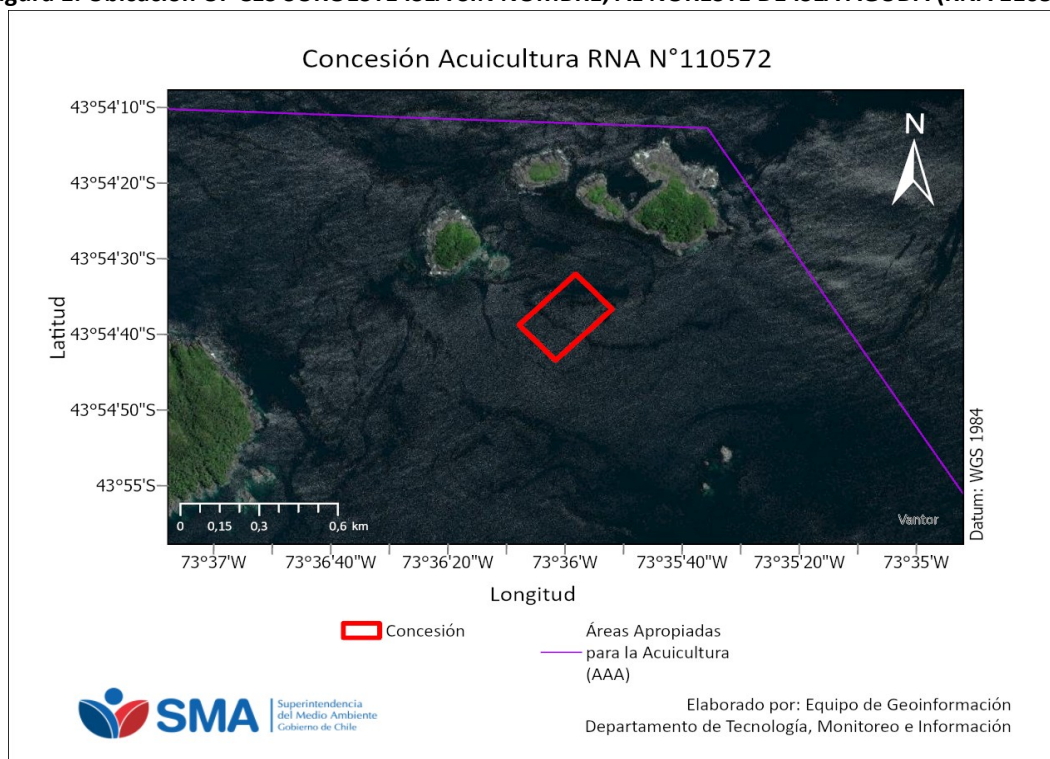 Concesión Acuicultura RNA N°110572
N
43°54'10"S
43°54'20"S
43°54'30"S
43°54'40"S
43°54'50"S
43°55'S
Latitud
0 0,15 0,3 0,6 km
Vantor
Datum: WGS 1984
73°37'W 73°36'40"W 73°36'20"W 73°36'W 73°35'40"W 73°35'20"W 73°35'W
Longitud
Concesión
Áreas Apropiadas
para la Acuicultura
(AAA)
SMA
Superintendencia
del Medio Ambiente
Gobierno de Chile
Elaborado por: Equipo de Geoinformación
Departamento de Tecnología, Monitoreo e Información